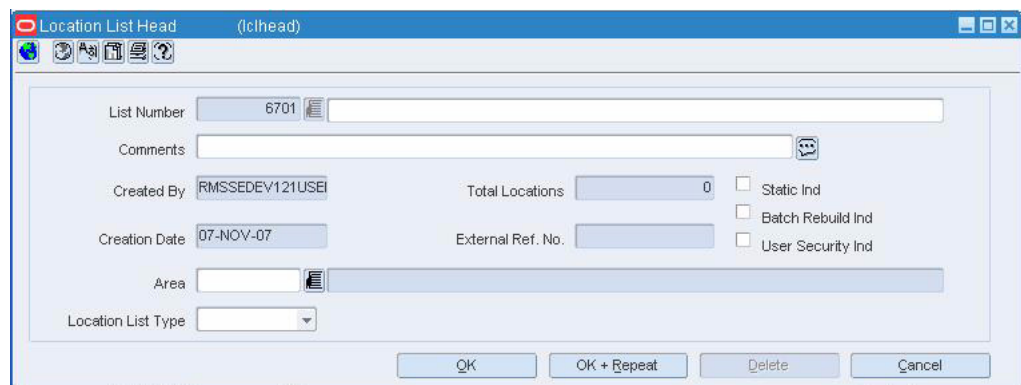 Location List Head (lclhead)
List Number 6701
Comments
Created By RMSSEDEV121USEI Total Locations 0 Static Ind
Batch Rebuild Ind
Creation Date 07-NOV-07 External Ref. No. User Security Ind
Area
Location List Type
OK OK + Repeat Delete Cancel